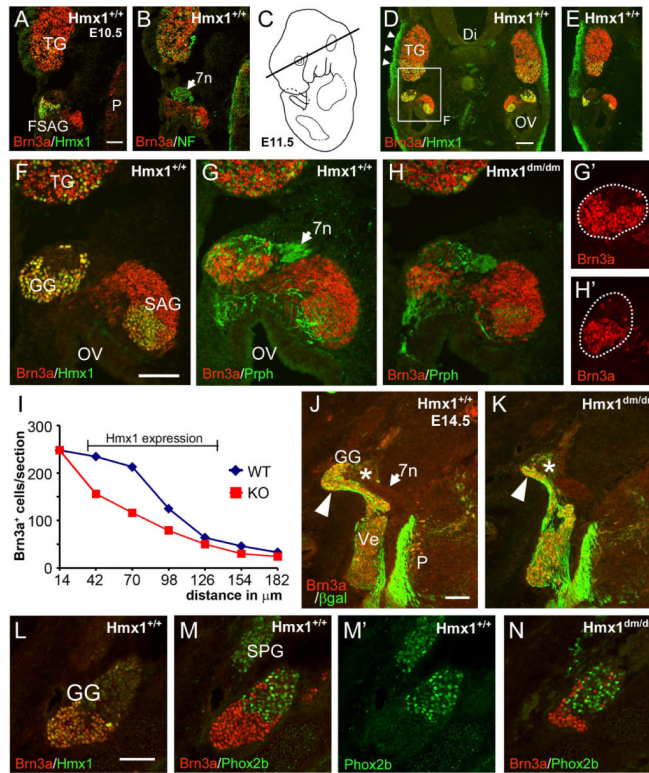 A Hmx1+/+ E10.5 TG FSAG Brn3a/Hmx1
B Hmx1+/+ 7n P Brn3a/NF
C E11.5
D Hmx1+/+ Di TG F OV Brn3a/Hmx1
E Hmx1+/+
F Hmx1+/+ TG GG SAG OV Brn3a/Hmx1
G Hmx1+/+ 7n OV Brn3a/Prph
H Hmx1dm/dm Brn3a/Prph
G' Brn3a
H' Brn3a
I
Hmx1 expression
WT
KO
Brn3a+ cells/section
300
200
100
0
14 42 70 98 126 154 182
distance in μm
J Hmx1+/+
E14.5
GG
*
7n
Ve P
Brn3a
/βgal
K Hmx1dm/dm
*
L Hmx1+/+
GG
Brn3a/Hmx1
M Hmx1+/+
SPG
Brn3a/Phox2b
M' Hmx1+/+
Phox2b
N Hmx1dm/dm
Brn3a/Phox2b